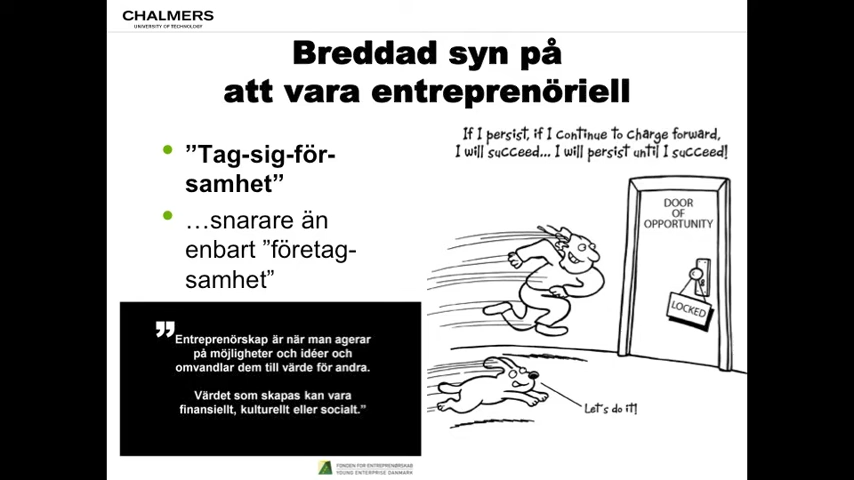 CHALMERS
UNIVERSITY OF TECHNOLOGY
Breddad syn på
att vara entreprenöriell
• ”Tag-sig-för-
samhet”
• …snarare än
enbart ”företag-
samhet”
If I persist, if I continue to charge forward,
I will succeed... I will persist until I succeed!
DOOR
OF
OPPORTUNITY
LOCKED
Let's do it!
”Entreprenörskap är när man agerar
på möjligheter och idéer och
omvandlar dem till värde för andra.
Värdet som skapas kan vara
finansiellt, kulturellt eller socialt.”
FONDEN FOR ENTREPRENØRSKAB
YOUNG ENTERPRISE DANMARK